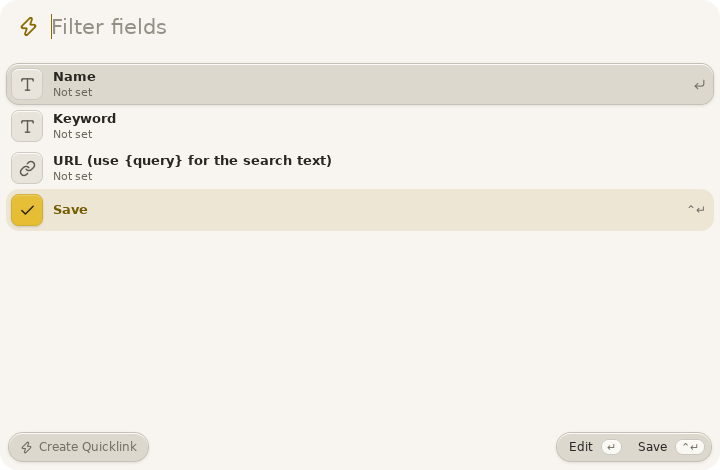 Filter fields
Name
Not set
Keyword
Not set
URL (use {query} for the search text)
Not set
Save
Create Quicklink
Edit
Save